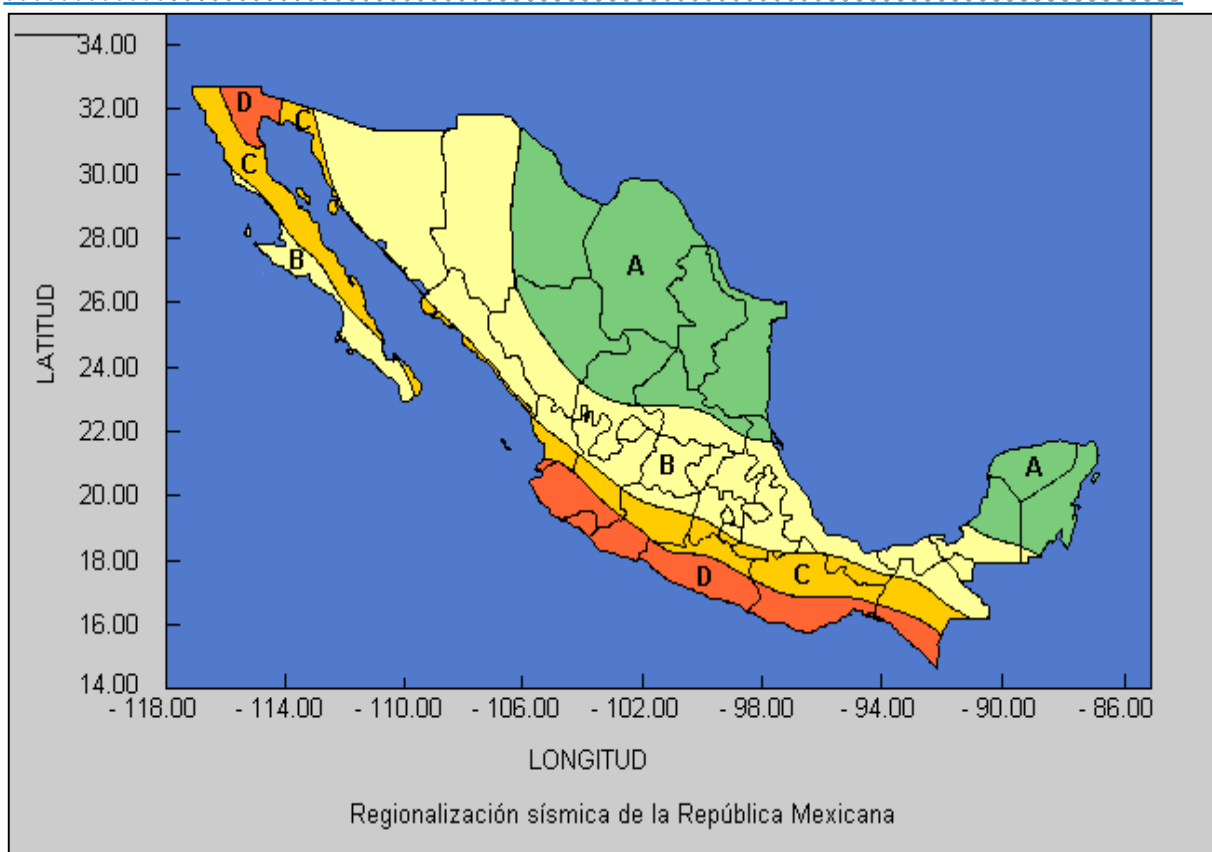 34.00
32.00
30.00
28.00
26.00
24.00
22.00
20.00
18.00
16.00
14.00
LATITUD
D
C
C
B
A
B
A
C
D
- 118.00 - 114.00 - 110.00 - 106.00 - 102.00 - 98.00 - 94.00 - 90.00 - 86.00
LONGITUD
Regionalización sísmica de la República Mexicana